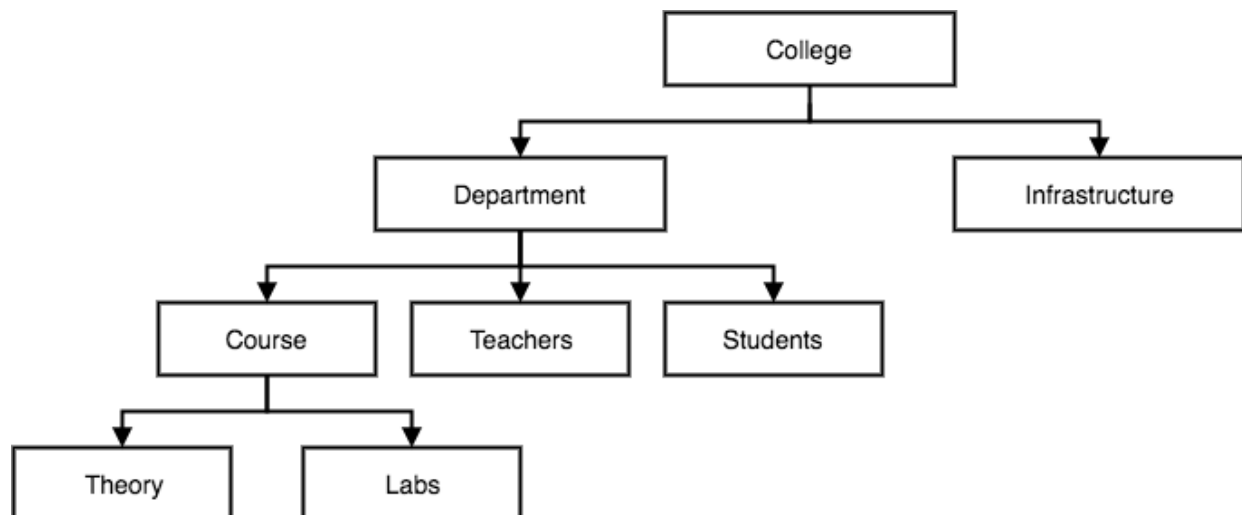 College
Department
Infrastructure
Course
Teachers
Students
Theory
Labs